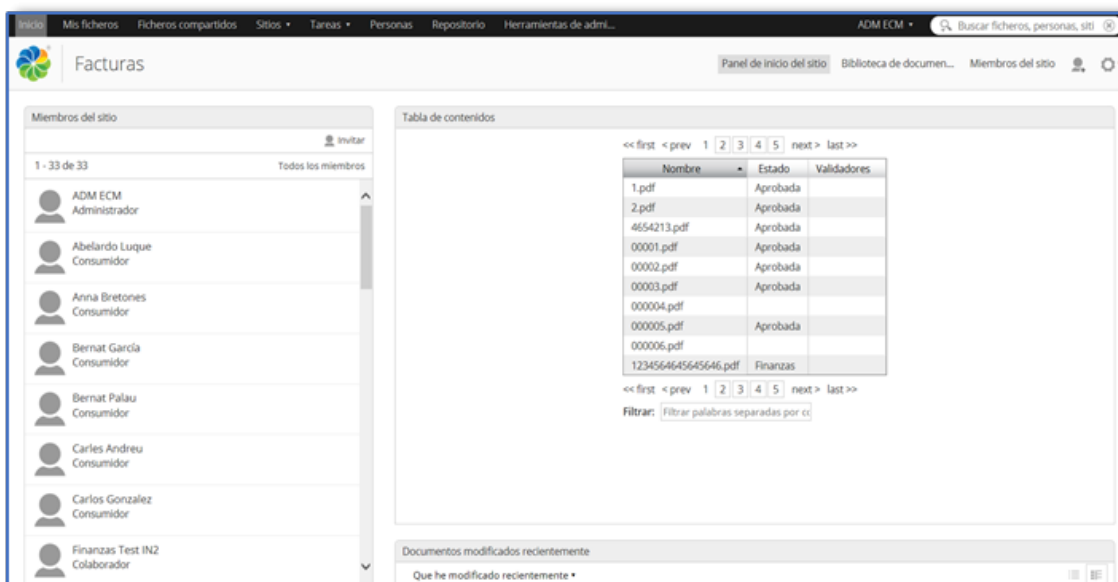 Inicio Mis ficheros Ficheros compartidos Sitios Tareas Personas Repositorio Herramientas de admi... ADM ECM Buscar ficheros, personas, siti
Facturas Panel de inicio del sitio Biblioteca de documen... Miembros del sitio
Miembros del sitio
Invitar
1 - 33 de 33 Todos los miembros
ADM ECM
Administrador
Abelardo Luque
Consumidor
Anna Bretones
Consumidor
Bernat García
Consumidor
Bernat Palau
Consumidor
Carles Andreu
Consumidor
Carlos Gonzalez
Consumidor
Finanzas Test IN2
Colaborador
Tabla de contenidos
<< first < prev 1 2 3 4 5 next > last >>
Nombre Estado Validadores
1.pdf Aprobada
2.pdf Aprobada
4654213.pdf Aprobada
00001.pdf Aprobada
00002.pdf Aprobada
00003.pdf Aprobada
000004.pdf
000005.pdf Aprobada
000006.pdf
1234564645645646.pdf Finanzas
<< first < prev 1 2 3 4 5 next > last >>
Filtrar: Filtrar palabras separadas por co
Documentos modificados recientemente
Que he modificado recientemente